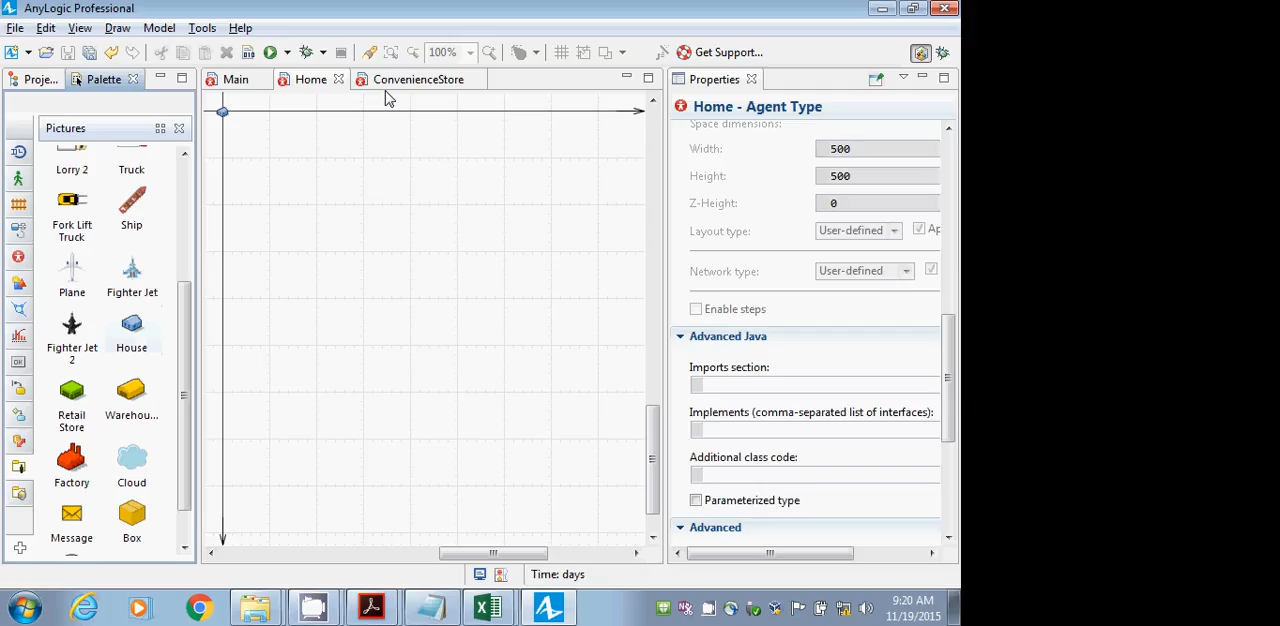 AnyLogic Professional
File Edit View Draw Model Tools Help
100% Get Support...
Proje... Palette Main Home ConvenienceStore Properties
Home - Agent Type
Pictures
Space dimensions:
Width: 500
Height: 500
Z-Height: 0
Layout type: User-defined Ap
Network type: User-defined
Enable steps
Advanced Java
Imports section:
Implements (comma-separated list of interfaces):
Additional class code:
Parameterized type
Advanced
Lorry 2 Truck
Fork Lift Truck Ship
Plane Fighter Jet
Fighter Jet 2 House
Retail Store Warehou...
Factory Cloud
Message Box
Time: days
9:20 AM
11/19/2015